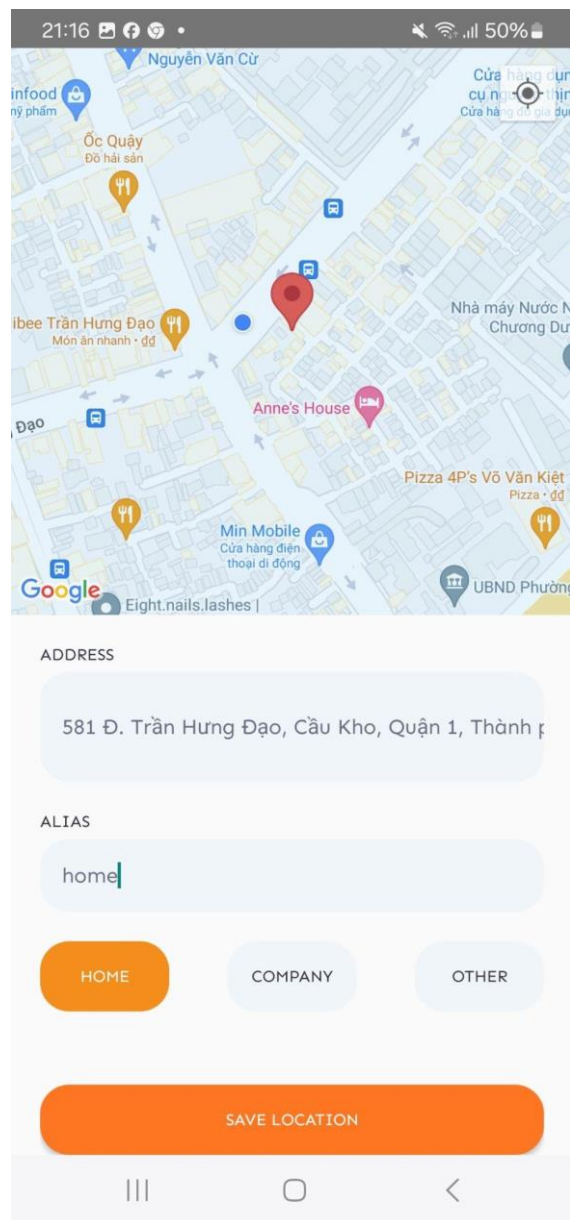 21:16
50%
Nguyễn Văn Cừ
infood
mỹ phẩm
Cửa hàng dụn
cụ
Cửa hàng đồ gia dụ
Ốc Quậy
Đồ hải sản
ibee Trần Hưng Đạo
Món ăn nhanh · đđ
Nhà máy Nước N
Chương Dư
Anne's House
Đạo
Pizza 4P's Võ Văn Kiệt
Pizza · đđ
Min Mobile
Cửa hàng điện
thoại di động
Google
UBND Phườn
Eight.nails.lashes |
ADDRESS
581 Đ. Trần Hưng Đạo, Cầu Kho, Quận 1, Thành p
ALIAS
home
HOME
COMPANY
OTHER
SAVE LOCATION